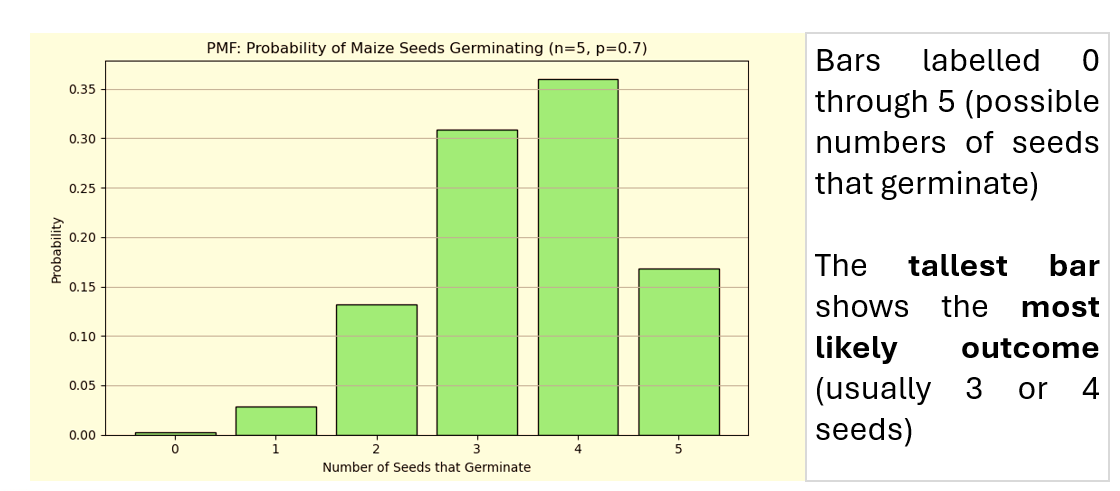 PMF: Probability of Maize Seeds Germinating (n=5, p=0.7)
0.35
0.30
0.25
0.20
0.15
0.10
0.05
0.00
Probability
0 1 2 3 4 5
Number of Seeds that Germinate
Bars labelled 0
through 5 (possible
numbers of seeds
that germinate)
The tallest bar
shows the most
likely outcome
(usually 3 or 4
seeds)